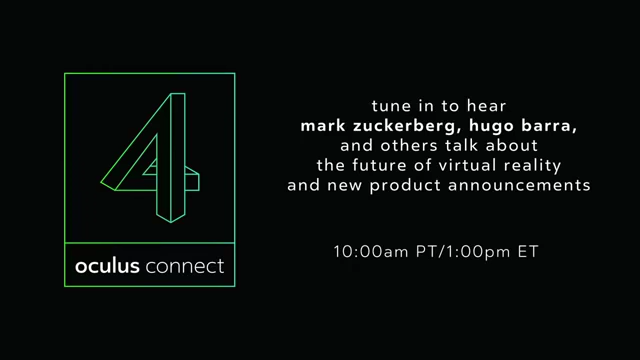 4
oculus connect
tune in to hear
mark zuckerberg, hugo barra,
and others talk about
the future of virtual reality
and new product announcements
10:00am PT/1:00pm ET